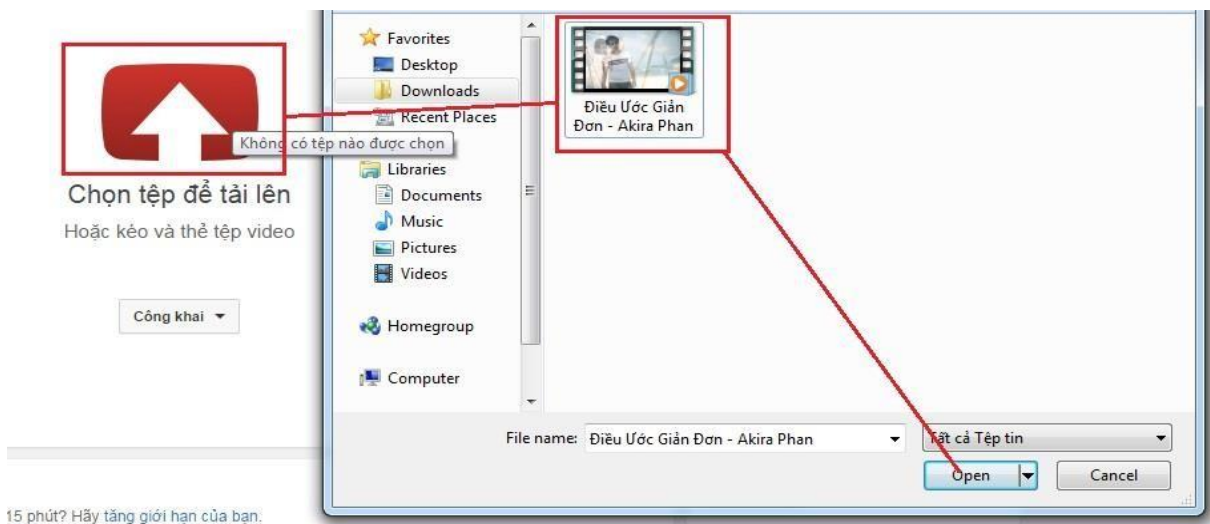 Không có tệp nào được chọn
Chọn tệp để tải lên
Hoặc kéo và thẻ tệp video
Công khai
15 phút? Hãy tăng giới hạn của bạn.
Favorites
Desktop
Downloads
Recent Places
Libraries
Documents
Music
Pictures
Videos
Homegroup
Computer
Điều Ước Giản
Đơn - Akira Phan
File name: Điều Ước Giản Đơn - Akira Phan
Tất cả Tệp tin
Open
Cancel